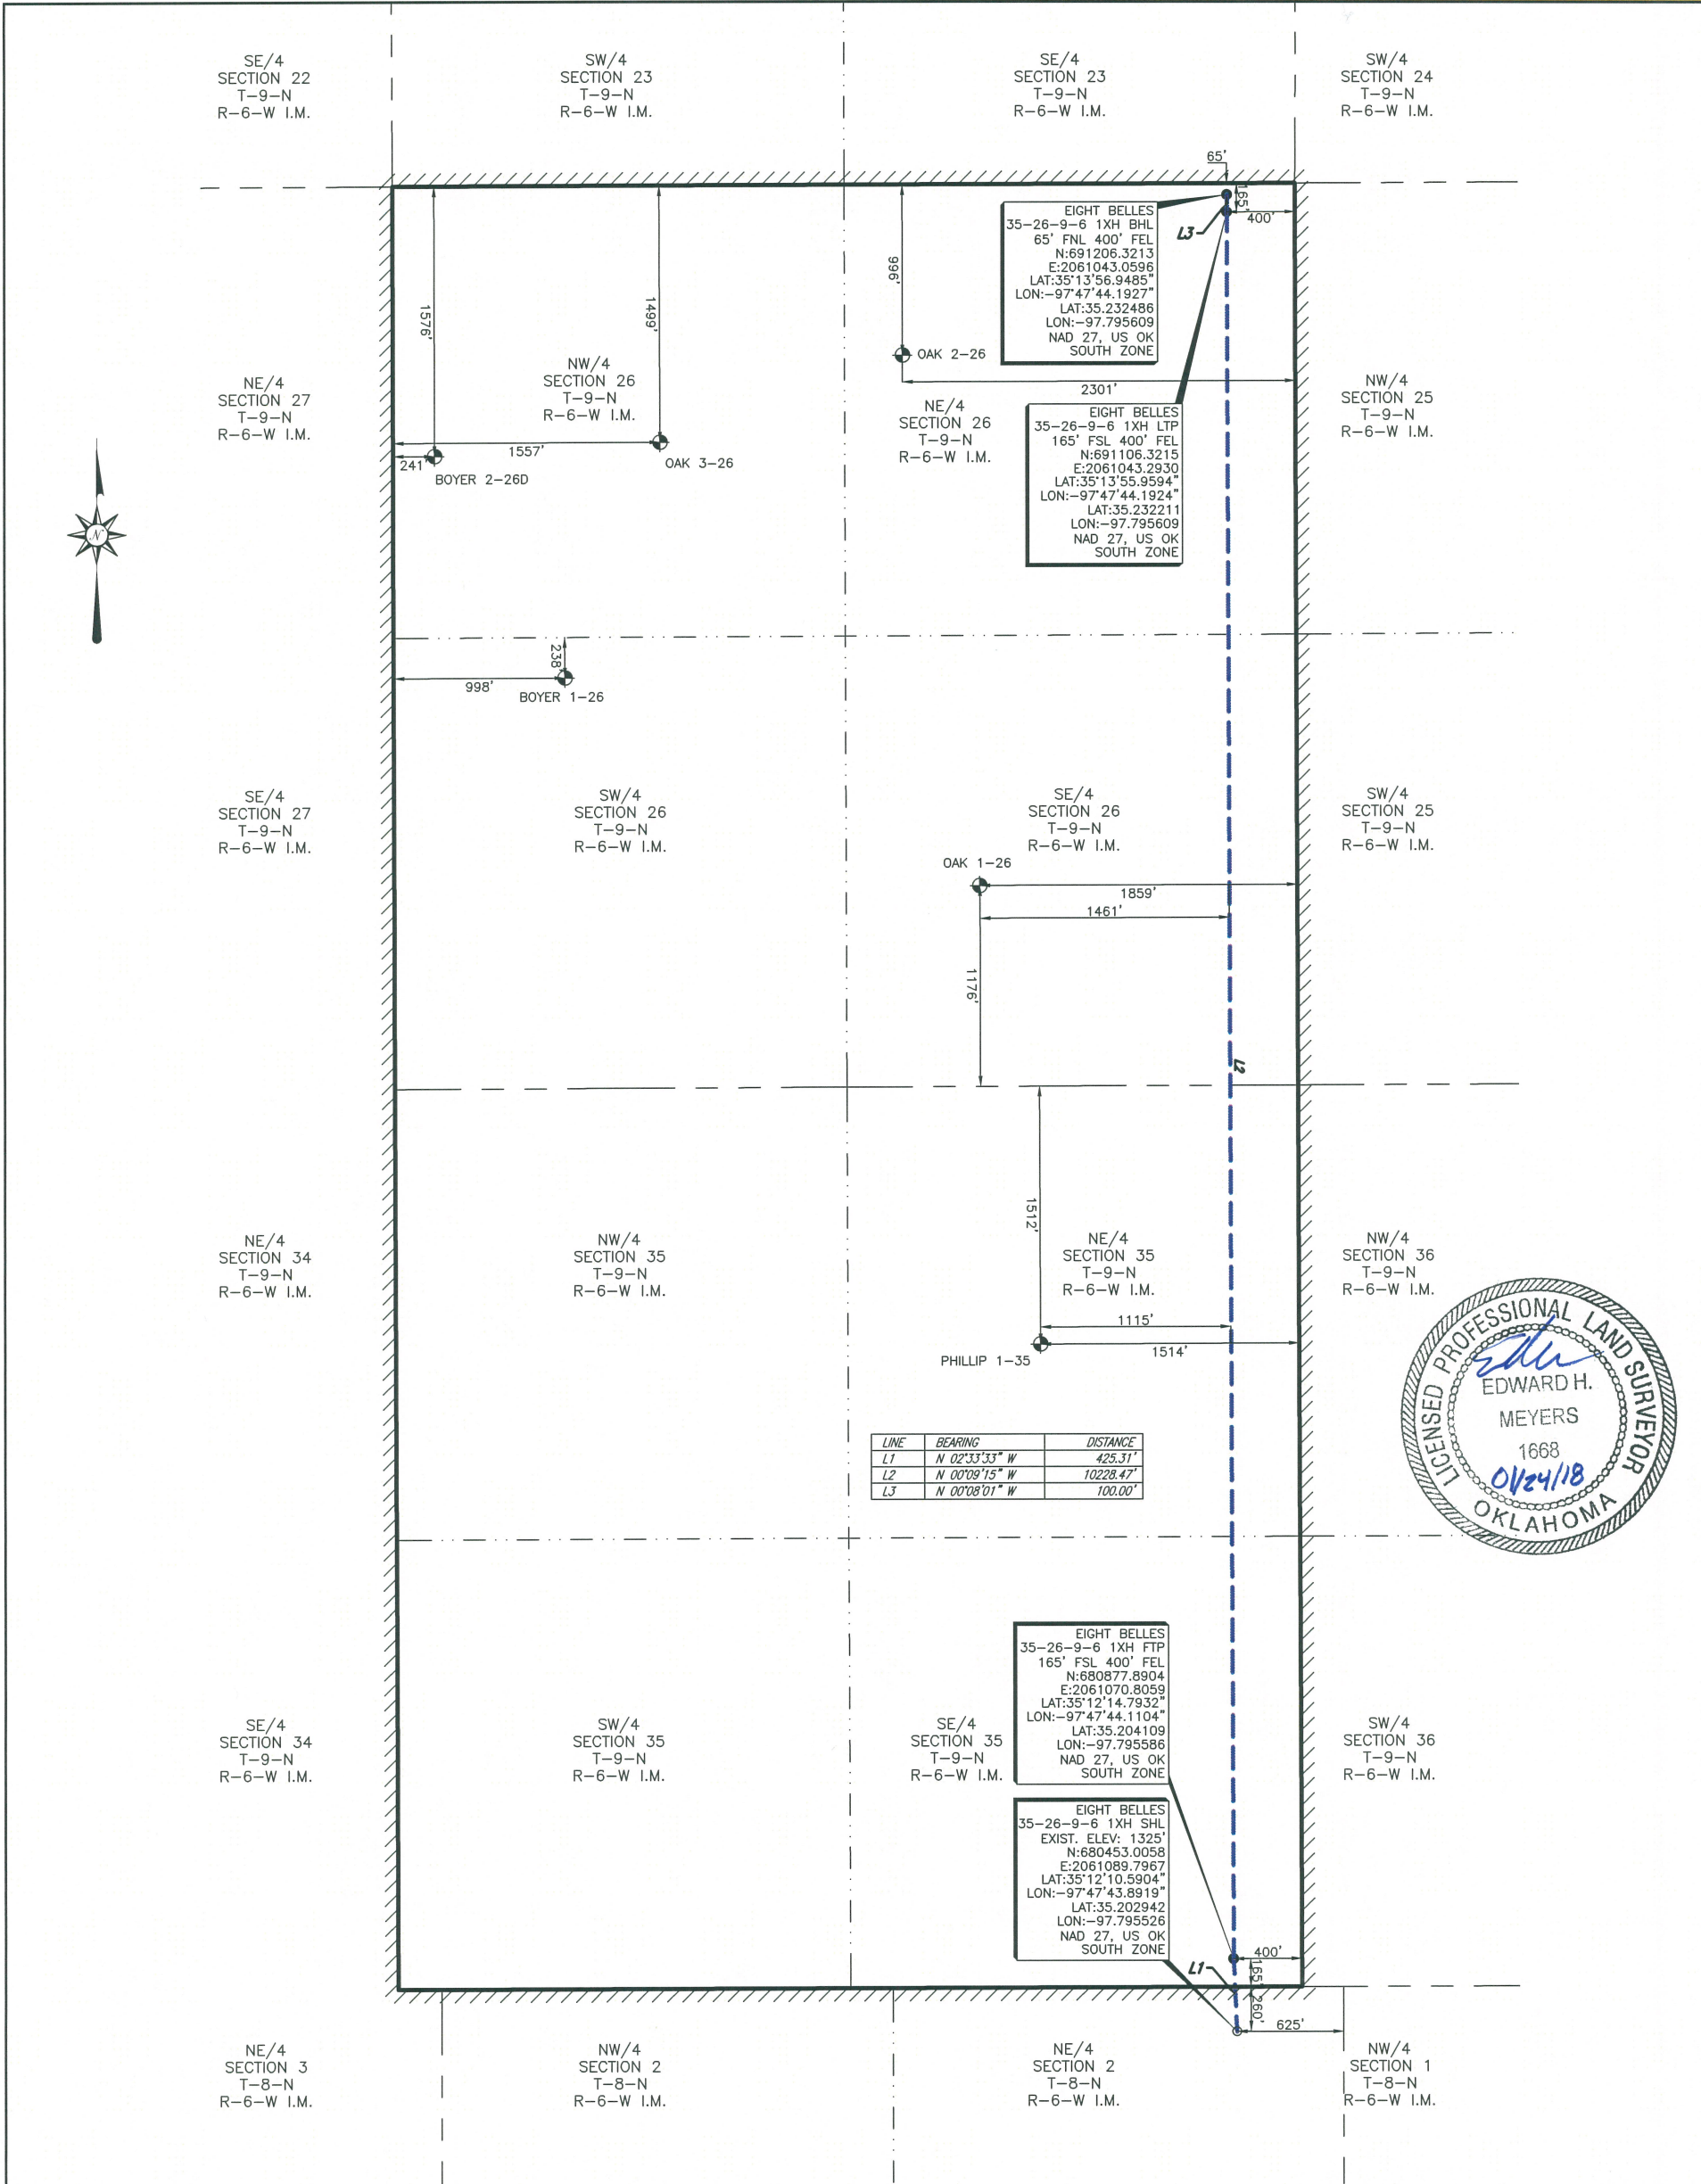 SE/4
SECTION 22
T-9-N
R-6-W I.M.
SW/4
SECTION 23
T-9-N
R-6-W I.M.
SE/4
SECTION 23
T-9-N
R-6-W I.M.
SW/4
SECTION 24
T-9-N
R-6-W I.M.
65'
165'
400'
L3
EIGHT BELLES
35-26-9-6 1XH BHL
65' FNL 400' FEL
N:691206.3213
E:2061043.0596
LAT:35°13'56.9485"
LON:-97°47'44.1927"
LAT:35.232486
LON:-97.795609
NAD 27, US OK
SOUTH ZONE
1576'
1499'
996'
OAK 2-26
2301'
NE/4
SECTION 27
T-9-N
R-6-W I.M.
NW/4
SECTION 26
T-9-N
R-6-W I.M.
NE/4
SECTION 26
T-9-N
R-6-W I.M.
NW/4
SECTION 25
T-9-N
R-6-W I.M.
EIGHT BELLES
35-26-9-6 1XH LTP
165' FSL 400' FEL
N:691106.3215
E:2061043.2930
LAT:35°13'55.9594"
LON:-97°47'44.1924"
LAT:35.232211
LON:-97.795609
NAD 27, US OK
SOUTH ZONE
1557'
241'
OAK 3-26
BOYER 2-26D
N
238'
998'
BOYER 1-26
SE/4
SECTION 27
T-9-N
R-6-W I.M.
SW/4
SECTION 26
T-9-N
R-6-W I.M.
SE/4
SECTION 26
T-9-N
R-6-W I.M.
SW/4
SECTION 25
T-9-N
R-6-W I.M.
OAK 1-26
1859'
1461'
1176'
L2
1512'
NE/4
SECTION 34
T-9-N
R-6-W I.M.
NW/4
SECTION 35
T-9-N
R-6-W I.M.
NE/4
SECTION 35
T-9-N
R-6-W I.M.
NW/4
SECTION 36
T-9-N
R-6-W I.M.
1115'
1514'
PHILLIP 1-35
LINE BEARING DISTANCE
L1 N 02°33'33" W 425.31'
L2 N 00°09'15" W 10228.47'
L3 N 00°08'01" W 100.00'
LICENSED PROFESSIONAL LAND SURVEYOR
EDWARD H.
MEYERS
1668
01/24/18
OKLAHOMA
EIGHT BELLES
35-26-9-6 1XH FTP
165' FSL 400' FEL
N:680877.8904
E:2061070.8059
LAT:35°12'14.7932"
LON:-97°47'44.1104"
LAT:35.204109
LON:-97.795586
NAD 27, US OK
SOUTH ZONE
SE/4
SECTION 34
T-9-N
R-6-W I.M.
SW/4
SECTION 35
T-9-N
R-6-W I.M.
SE/4
SECTION 35
T-9-N
R-6-W I.M.
SW/4
SECTION 36
T-9-N
R-6-W I.M.
EIGHT BELLES
35-26-9-6 1XH SHL
EXIST. ELEV: 1325'
N:680453.0058
E:2061089.7967
LAT:35°12'10.5904"
LON:-97°47'43.8919"
LAT:35.202942
LON:-97.795526
NAD 27, US OK
SOUTH ZONE
400'
165'
L1
260'
625'
NE/4
SECTION 3
T-8-N
R-6-W I.M.
NW/4
SECTION 2
T-8-N
R-6-W I.M.
NE/4
SECTION 2
T-8-N
R-6-W I.M.
NW/4
SECTION 1
T-8-N
R-6-W I.M.